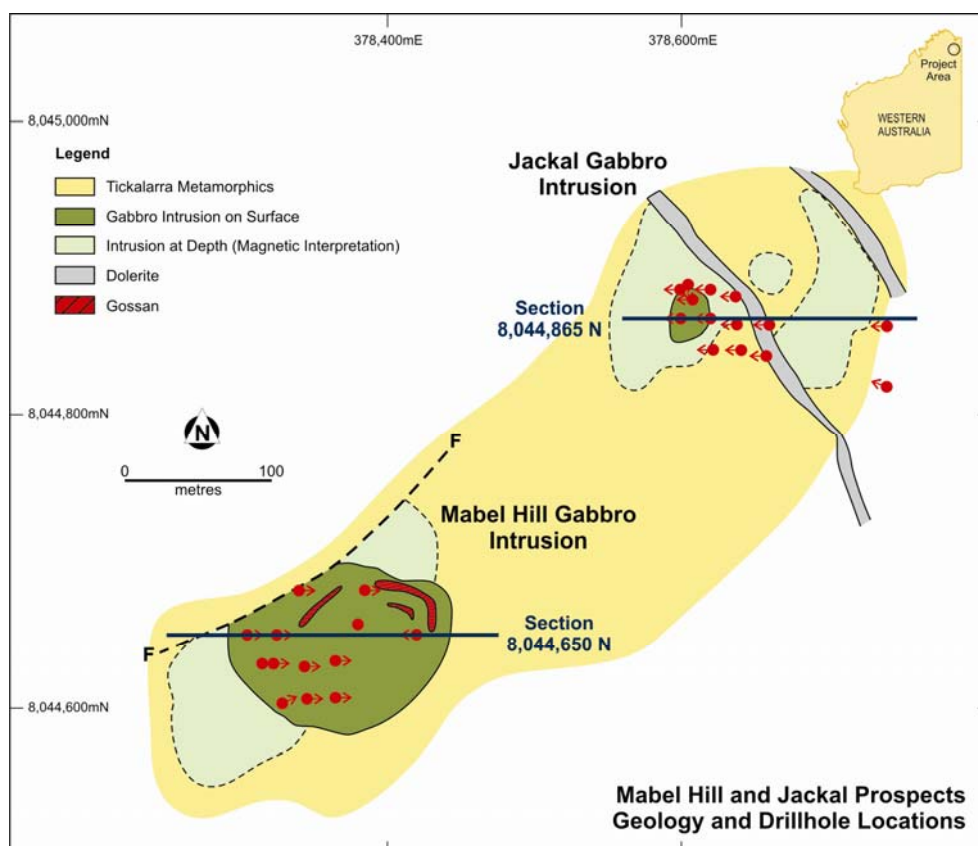 378,400mE
378,600mE
Project
Area
WESTERN
AUSTRALIA
8,045,000mN
Legend
Tickalarra Metamorphics
Gabbro Intrusion on Surface
Intrusion at Depth (Magnetic Interpretation)
Dolerite
Gossan
Jackal Gabbro
Intrusion
Section
8,044,865 N
8,044,800mN
N
0
100
metres
F
Mabel Hill Gabbro
Intrusion
Section
8,044,650 N
F
8,044,600mN
Mabel Hill and Jackal Prospects
Geology and Drillhole Locations